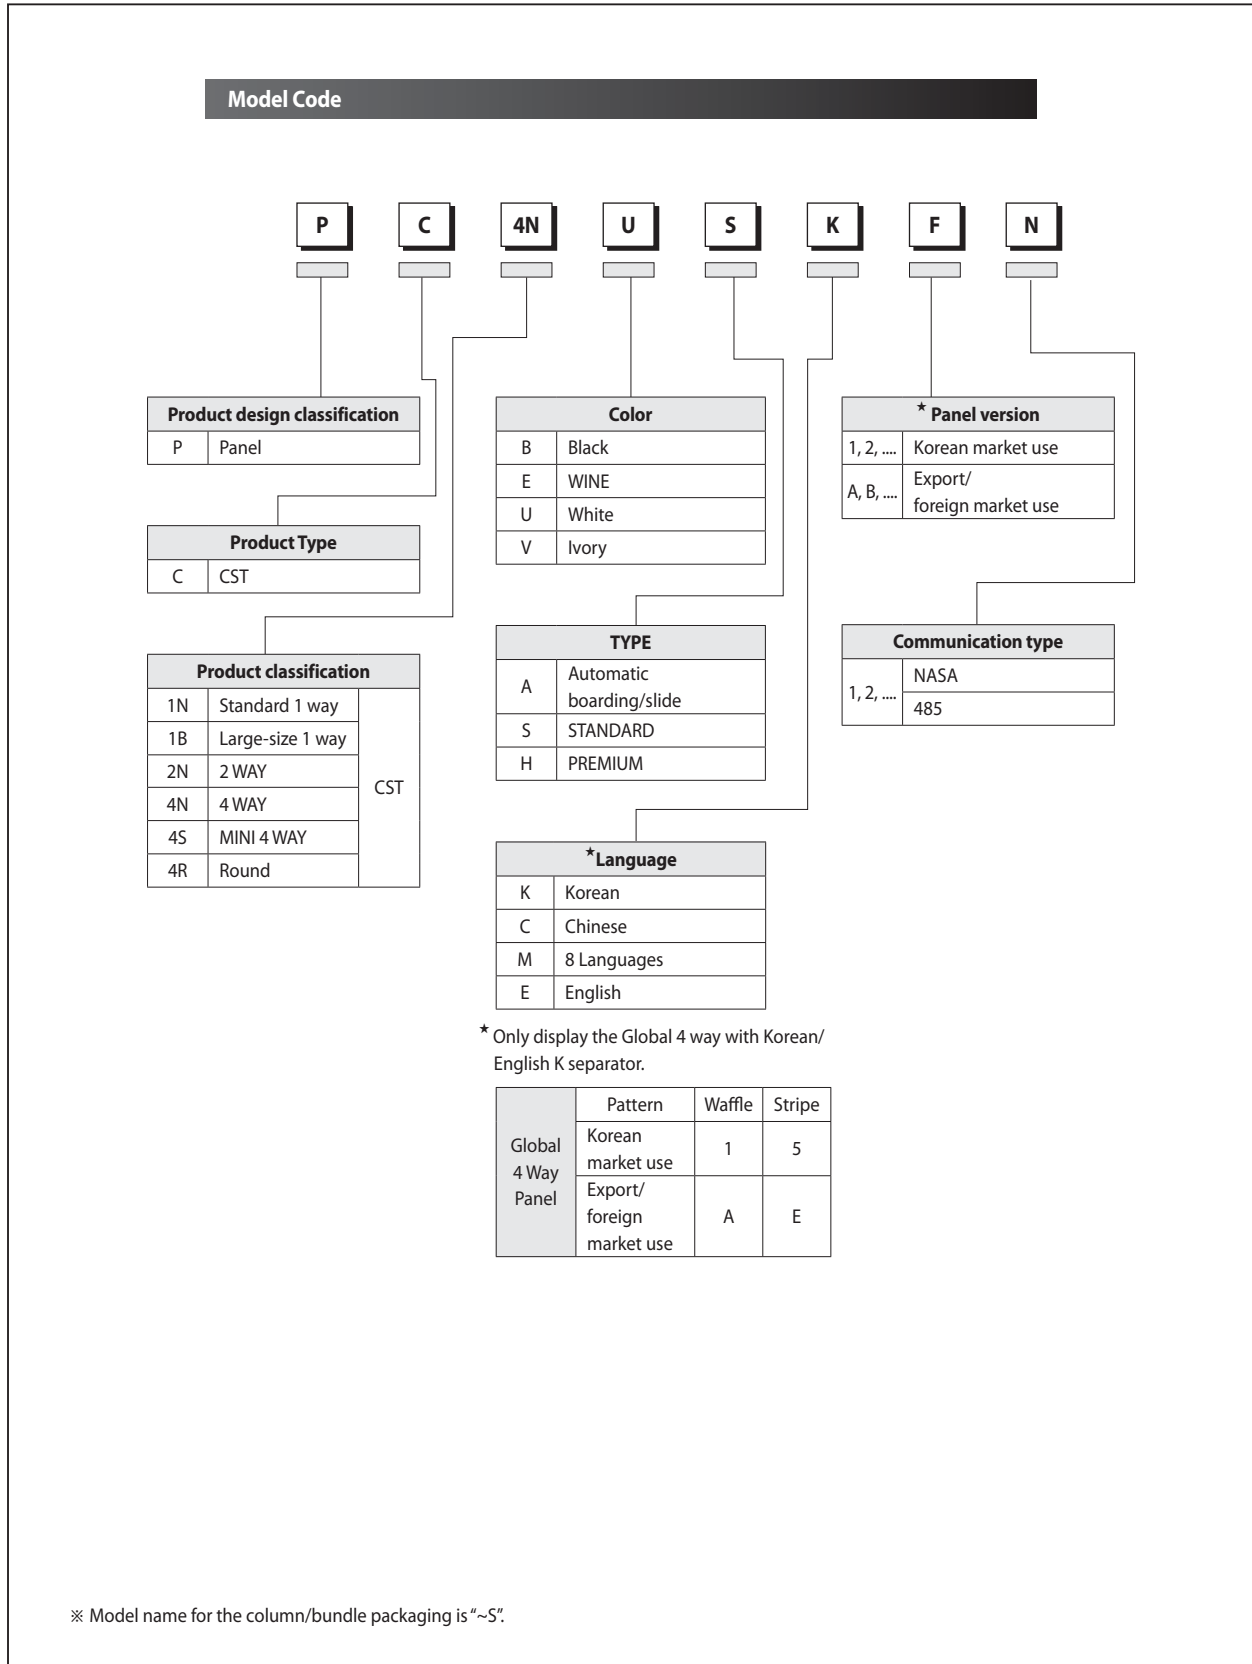 Model Code
P C 4N U S K F N
Product design classification
P Panel
Product Type
C CST
Product classification
1N Standard 1 way
1B Large-size 1 way
2N 2 WAY
4N 4 WAY
4S MINI 4 WAY
4R Round
CST
Color
B Black
E WINE
U White
V Ivory
TYPE
A Automatic
boarding/slide
S STANDARD
H PREMIUM
★Language
K Korean
C Chinese
M 8 Languages
E English
★ Only display the Global 4 way with Korean/
English K separator.
Global
4 Way
Panel
Pattern Waffle Stripe
Korean
market use 1 5
Export/
foreign
market use A E
★ Panel version
1, 2, .... Korean market use
A, B, .... Export/
foreign market use
Communication type
1, 2, .... NASA
485
※ Model name for the column/bundle packaging is “~S”.